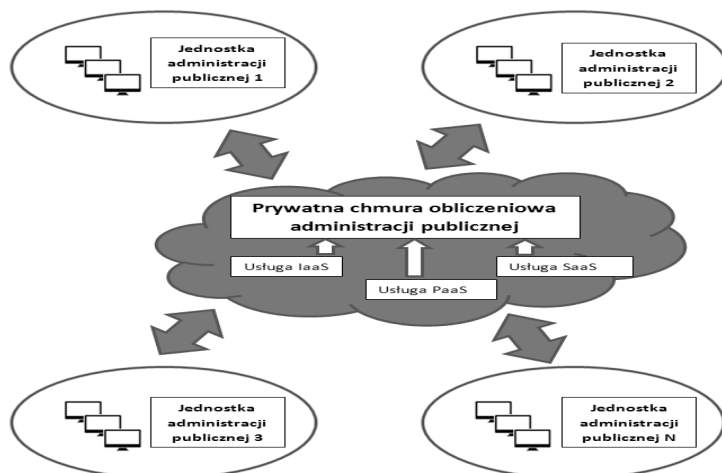 Jednostka
administracji
publicznej 1
Jednostka
administracji
publicznej 2
Prywatna chmura obliczeniowa
administracji publicznej
Usługa IaaS
Usługa SaaS
Usługa PaaS
Jednostka
administracji
publicznej 3
Jednostka
administracji
publicznej N